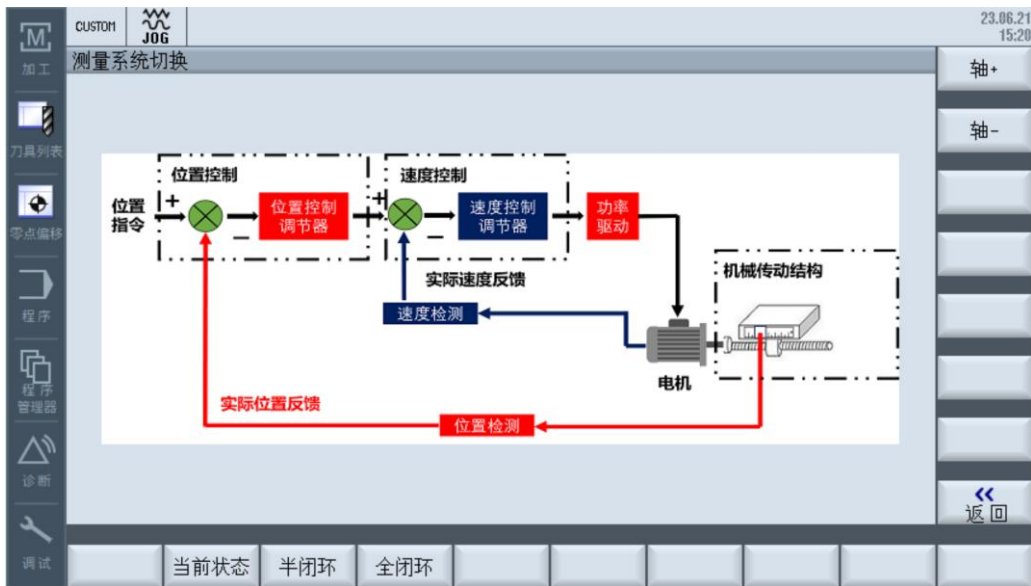 CUSTOM
JOG
23.06.21
15:20
M
加工
刀具列表
零点偏移
程序
程序
管理器
诊断
调试
测量系统切换
位置控制
速度控制
位置
指令
+
−
位置控制
调节器
+
−
速度控制
调节器
功率
驱动
实际速度反馈
速度检测
机械传动结构
电机
实际位置反馈
位置检测
轴+
轴-
<<
返回
当前状态
半闭环
全闭环